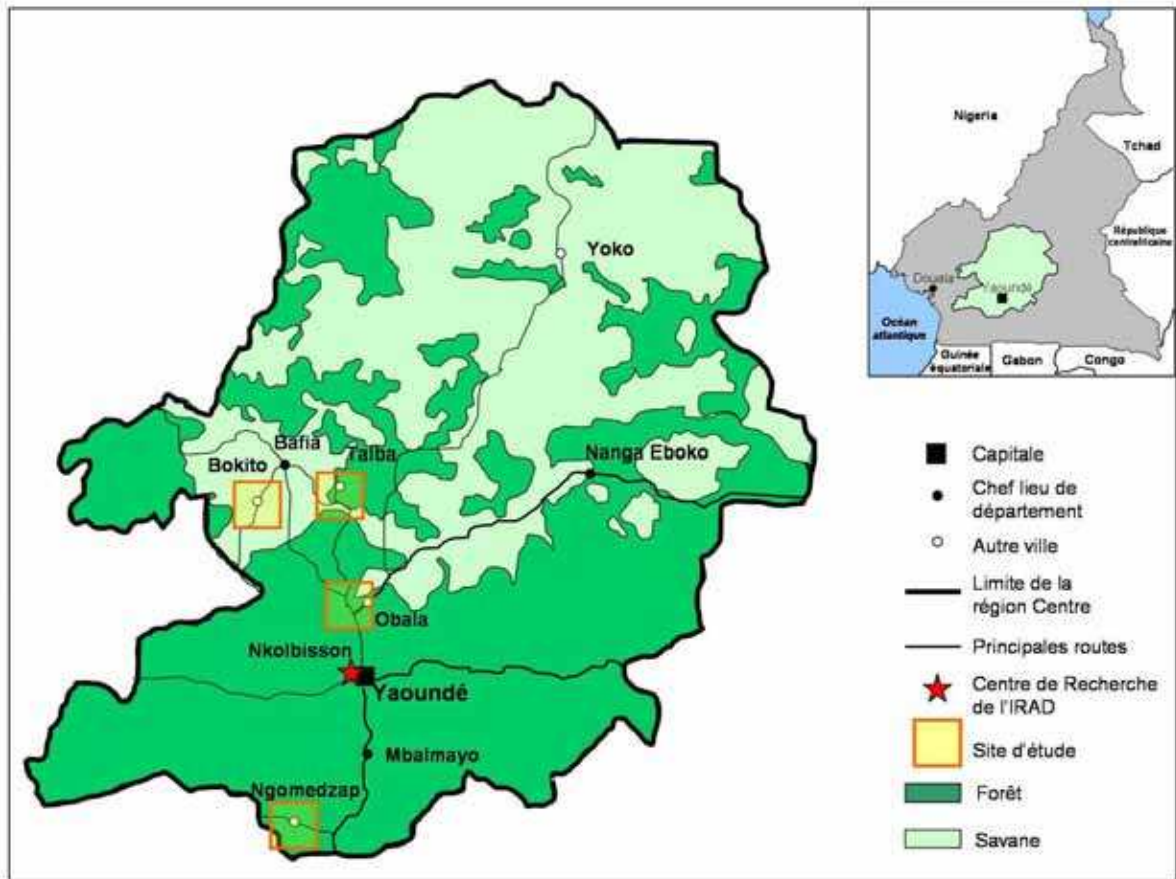 Yoko
Bafia
Talba
Bokito
Nanga Eboko
Obala
Nkolbisson
Yaoundé
Mbalmayo
Ngomedzap
Nigeria
Tchad
République
centrafricaine
Douala
Yaoundé
Océan
atlantique
Guinée
équatoriale
Gabon
Congo
Capitale
Chef lieu de
département
Autre ville
Limite de la
région Centre
Principales routes
Centre de Recherche
de l'IRAD
Site d'étude
Forêt
Savane